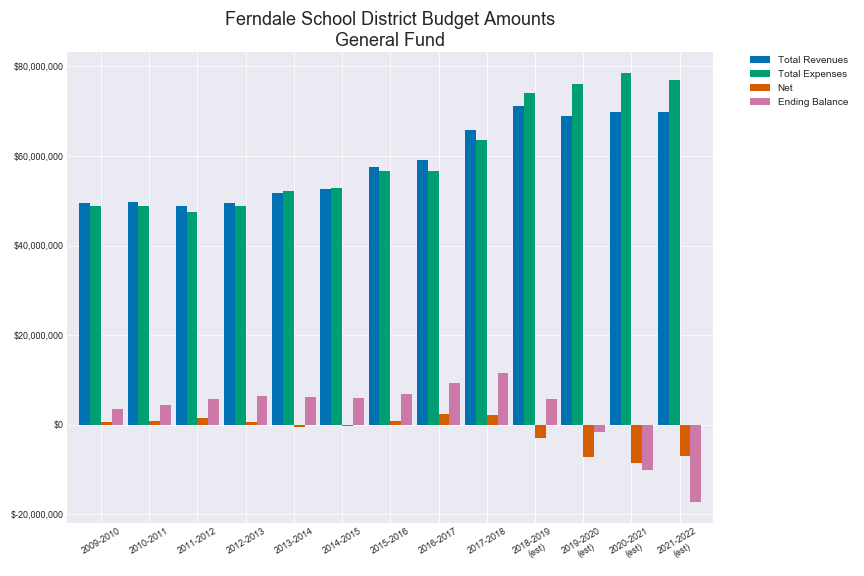 Ferndale School District Budget Amounts
General Fund
Total Revenues
Total Expenses
Net
Ending Balance
$80,000,000
$60,000,000
$40,000,000
$20,000,000
$0
$-20,000,000
2009-2010
2010-2011
2011-2012
2012-2013
2013-2014
2014-2015
2015-2016
2016-2017
2017-2018
2018-2019
(est)
2019-2020
(est)
2020-2021
(est)
2021-2022
(est)